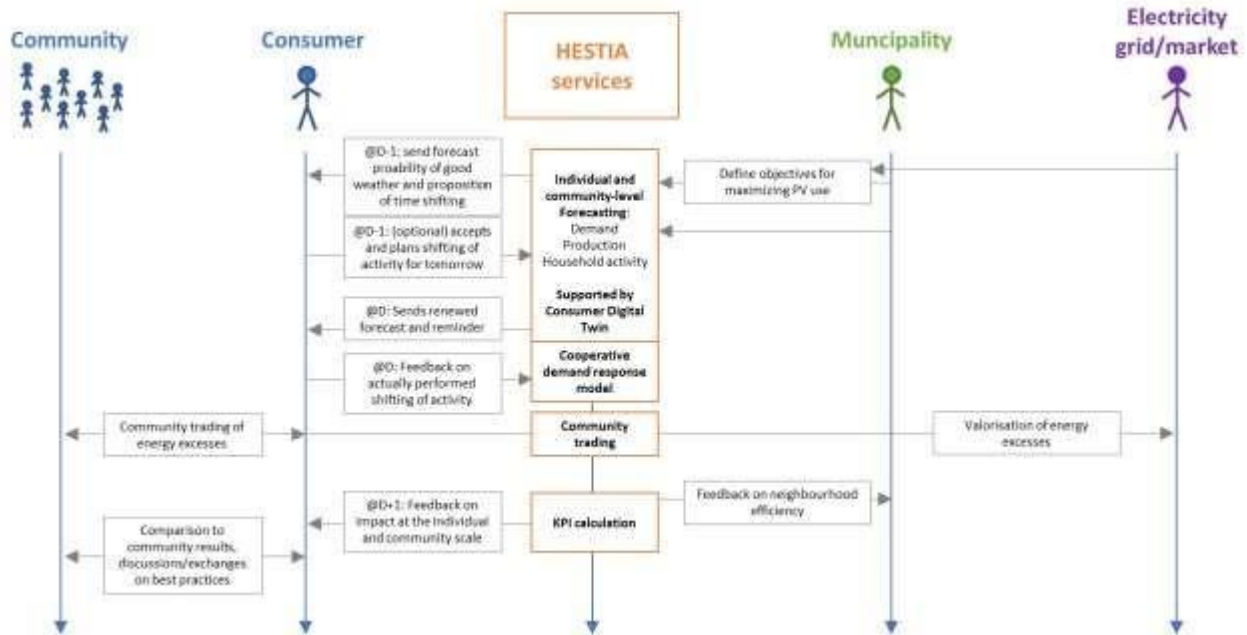 Community
Consumer
HESTIA
services
Muncipality
Electricity
grid/market
@D-1: send forecast
proability of good
weather and proposition
of time shifting
Individual and
community-level
Forecasting:
Demand
Production
Household activity
Define objectives for
maximizing PV use
@D-1: (optional) accepts
and plans shifting of
activity for tomorrow
Supported by
Consumer Digital
Twin
@D: Sends renewed
forecast and reminder
@D: Feedback on
actually performed
shifting of activity
Cooperative
demand response
model
Community trading of
energy excesses
Community
trading
Valorisation of energy
excesses
@D+1: Feedback on
impact at the individual
and community scale
KPI calculation
Feedback on neighbourhood
efficiency
Comparison to
community results,
discussions/exchanges
on best practices